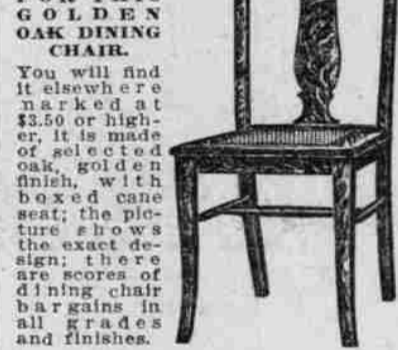 GOLDEN
OAK DINING
CHAIR.
You will find
it elsewhere
narked at
$3.50 or high-
er, it is made
of selected
oak, golden
finish, with
boxed cane
seat; the pic-
ture shows
the exact de-
sign; there
are scores of
dining chair
bargains in
all grades
and finishes.